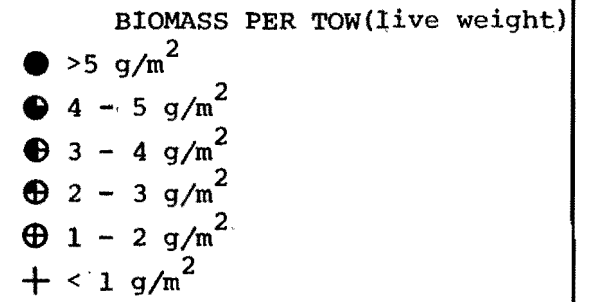 BIOMASS PER TOW(live weight)
>5 g/m²
4 - 5 g/m²
3 - 4 g/m²
2 - 3 g/m²
1 - 2 g/m²
< 1 g/m²